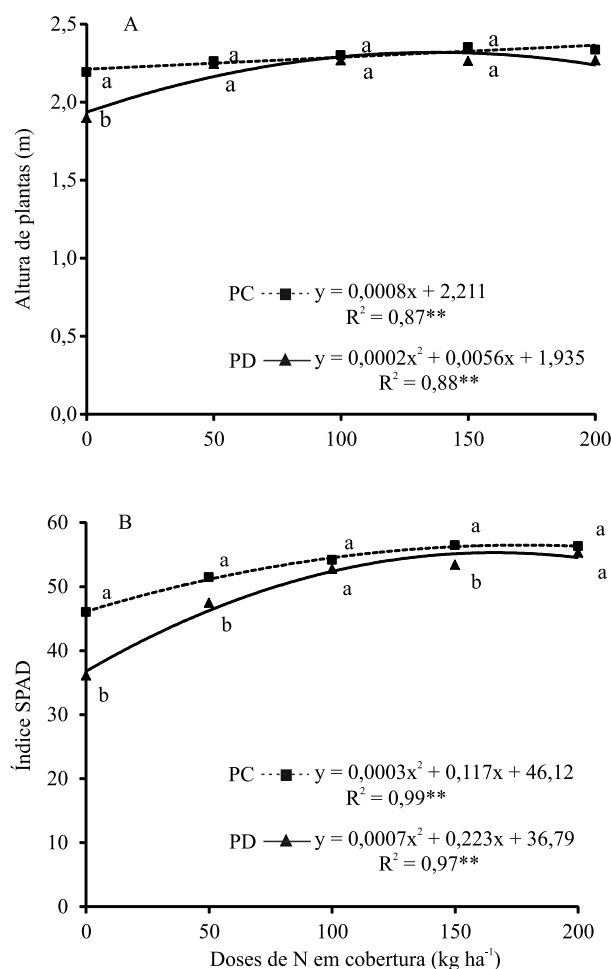 A
Altura de plantas (m)
2,5
2,0
1,5
1,0
0,5
0,0
a
a
a
a
b
a
a
a
PC y = 0,0008x + 2,211
R² = 0,87**
PD y = 0,0002x² + 0,0056x + 1,935
R² = 0,88**
0 50 100 150 200
B
Índice SPAD
60
50
40
30
20
10
0
a
a
a
a
a
b
b
a
b
a
PC y = 0,0003x² + 0,117x + 46,12
R² = 0,99**
PD y = 0,0007x² + 0,223x + 36,79
R² = 0,97**
0 50 100 150 200
Doses de N em cobertura (kg ha⁻¹)